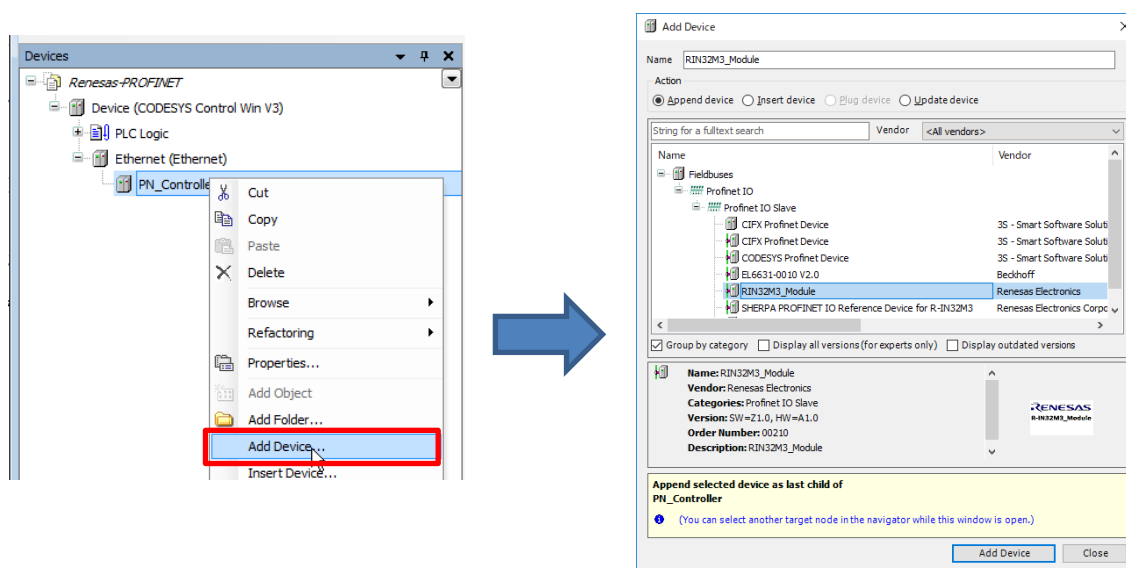 Devices
Renesas-PROFINET
Device (CODESYS Control Win V3)
PLC Logic
Ethernet (Ethernet)
PN_Controlle
Cut
Copy
Paste
Delete
Browse
Refactoring
Properties...
Add Object
Add Folder...
Add Device...
Insert Device...
Add Device
Name RIN32M3_Module
Action
Append device Insert device Plug device Update device
String for a fulltext search Vendor <All vendors>
Name Vendor
Fieldbuses
Profinet IO
Profinet IO Slave
CIFX Profinet Device 3S - Smart Software Soluti
CIFX Profinet Device 3S - Smart Software Soluti
CODESYS Profinet Device 3S - Smart Software Soluti
EL6631-0010 V2.0 Beckhoff
RIN32M3_Module Renesas Electronics
SHERPA PROFINET IO Reference Device for R-IN32M3 Renesas Electronics Corpc
Group by category Display all versions (for experts only) Display outdated versions
Name: RIN32M3_Module
Vendor: Renesas Electronics
Categories: Profinet IO Slave
Version: SW=Z1.0, HW=A1.0
Order Number: 00210
Description: RIN32M3_Module
RENESAS
R-IN32M3_Module
Append selected device as last child of
PN_Controller
(You can select another target node in the navigator while this window is open.)
Add Device Close